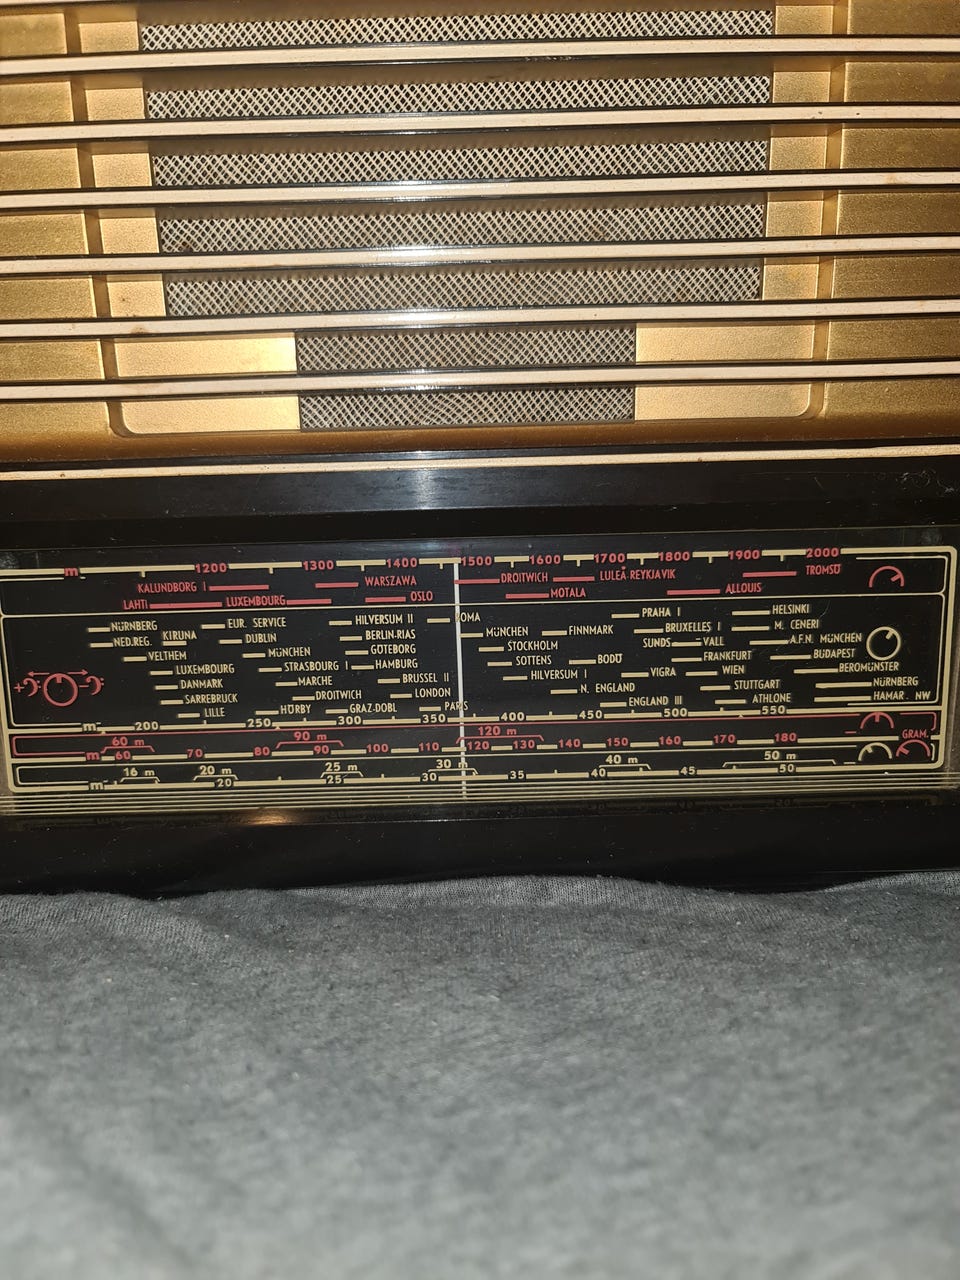 m 1200 1300 1400 1500 1600 1700 1800 1900 2000
KALUNDBORG I WARSZAWA DROITWICH LULEÅ-REYKJAVIK TROMSÖ
LAHTI LUXEMBOURG OSLO MOTALA ALLOUIS
NÜRNBERG EUR. SERVICE HILVERSUM II ROMA PRAHA I HELSINKI
NED.REG. KIRUNA DUBLIN BERLIN-RIAS MÜNCHEN FINNMARK BRUXELLES I M. CENERI
VELTHEM MÜNCHEN GÖTEBORG STOCKHOLM SUNDSVALL A.F.N. MÜNCHEN
LUXEMBOURG STRASBOURG I HAMBURG SOTTENS BODÖ FRANKFURT BUDAPEST
DANMARK MARCHE BRUSSEL II HILVERSUM I VIGRA WIEN BEROMÜNSTER
SARREBRUCK DROITWICH LONDON N. ENGLAND STUTTGART NÜRNBERG
LILLE HÖRBY GRAZ-DOBL PARIS ENGLAND III ATHLONE HAMAR. NW
m 200 250 300 350 400 450 500 550
60 m 90 m 120 m GRAM.
m 60 70 80 90 100 110 120 130 140 150 160 170 180
16 m 20 m 25 m 30 m 40 m 50 m
m 20 25 30 35 40 45 50